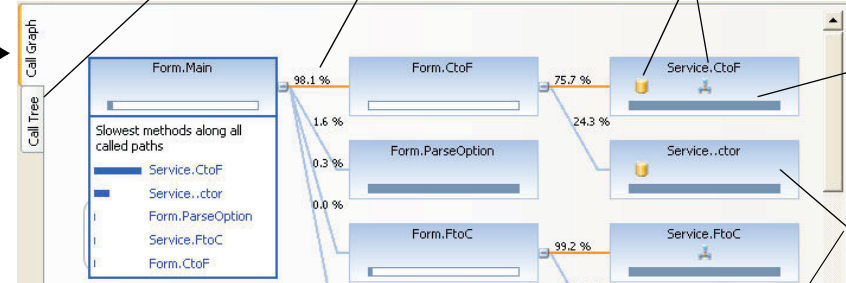 Call Graph
Call Tree
Form.Main
Slowest methods along all
called paths
Service.CtoF
Service..ctor
Form.ParseOption
Service.FtoC
Form.CtoF
98.1 %
1.6 %
0.3 %
0.0 %
Form.CtoF
Form.ParseOption
Form.FtoC
75.7 %
24.3 %
99.2 %
Service.CtoF
Service..ctor
Service.FtoC